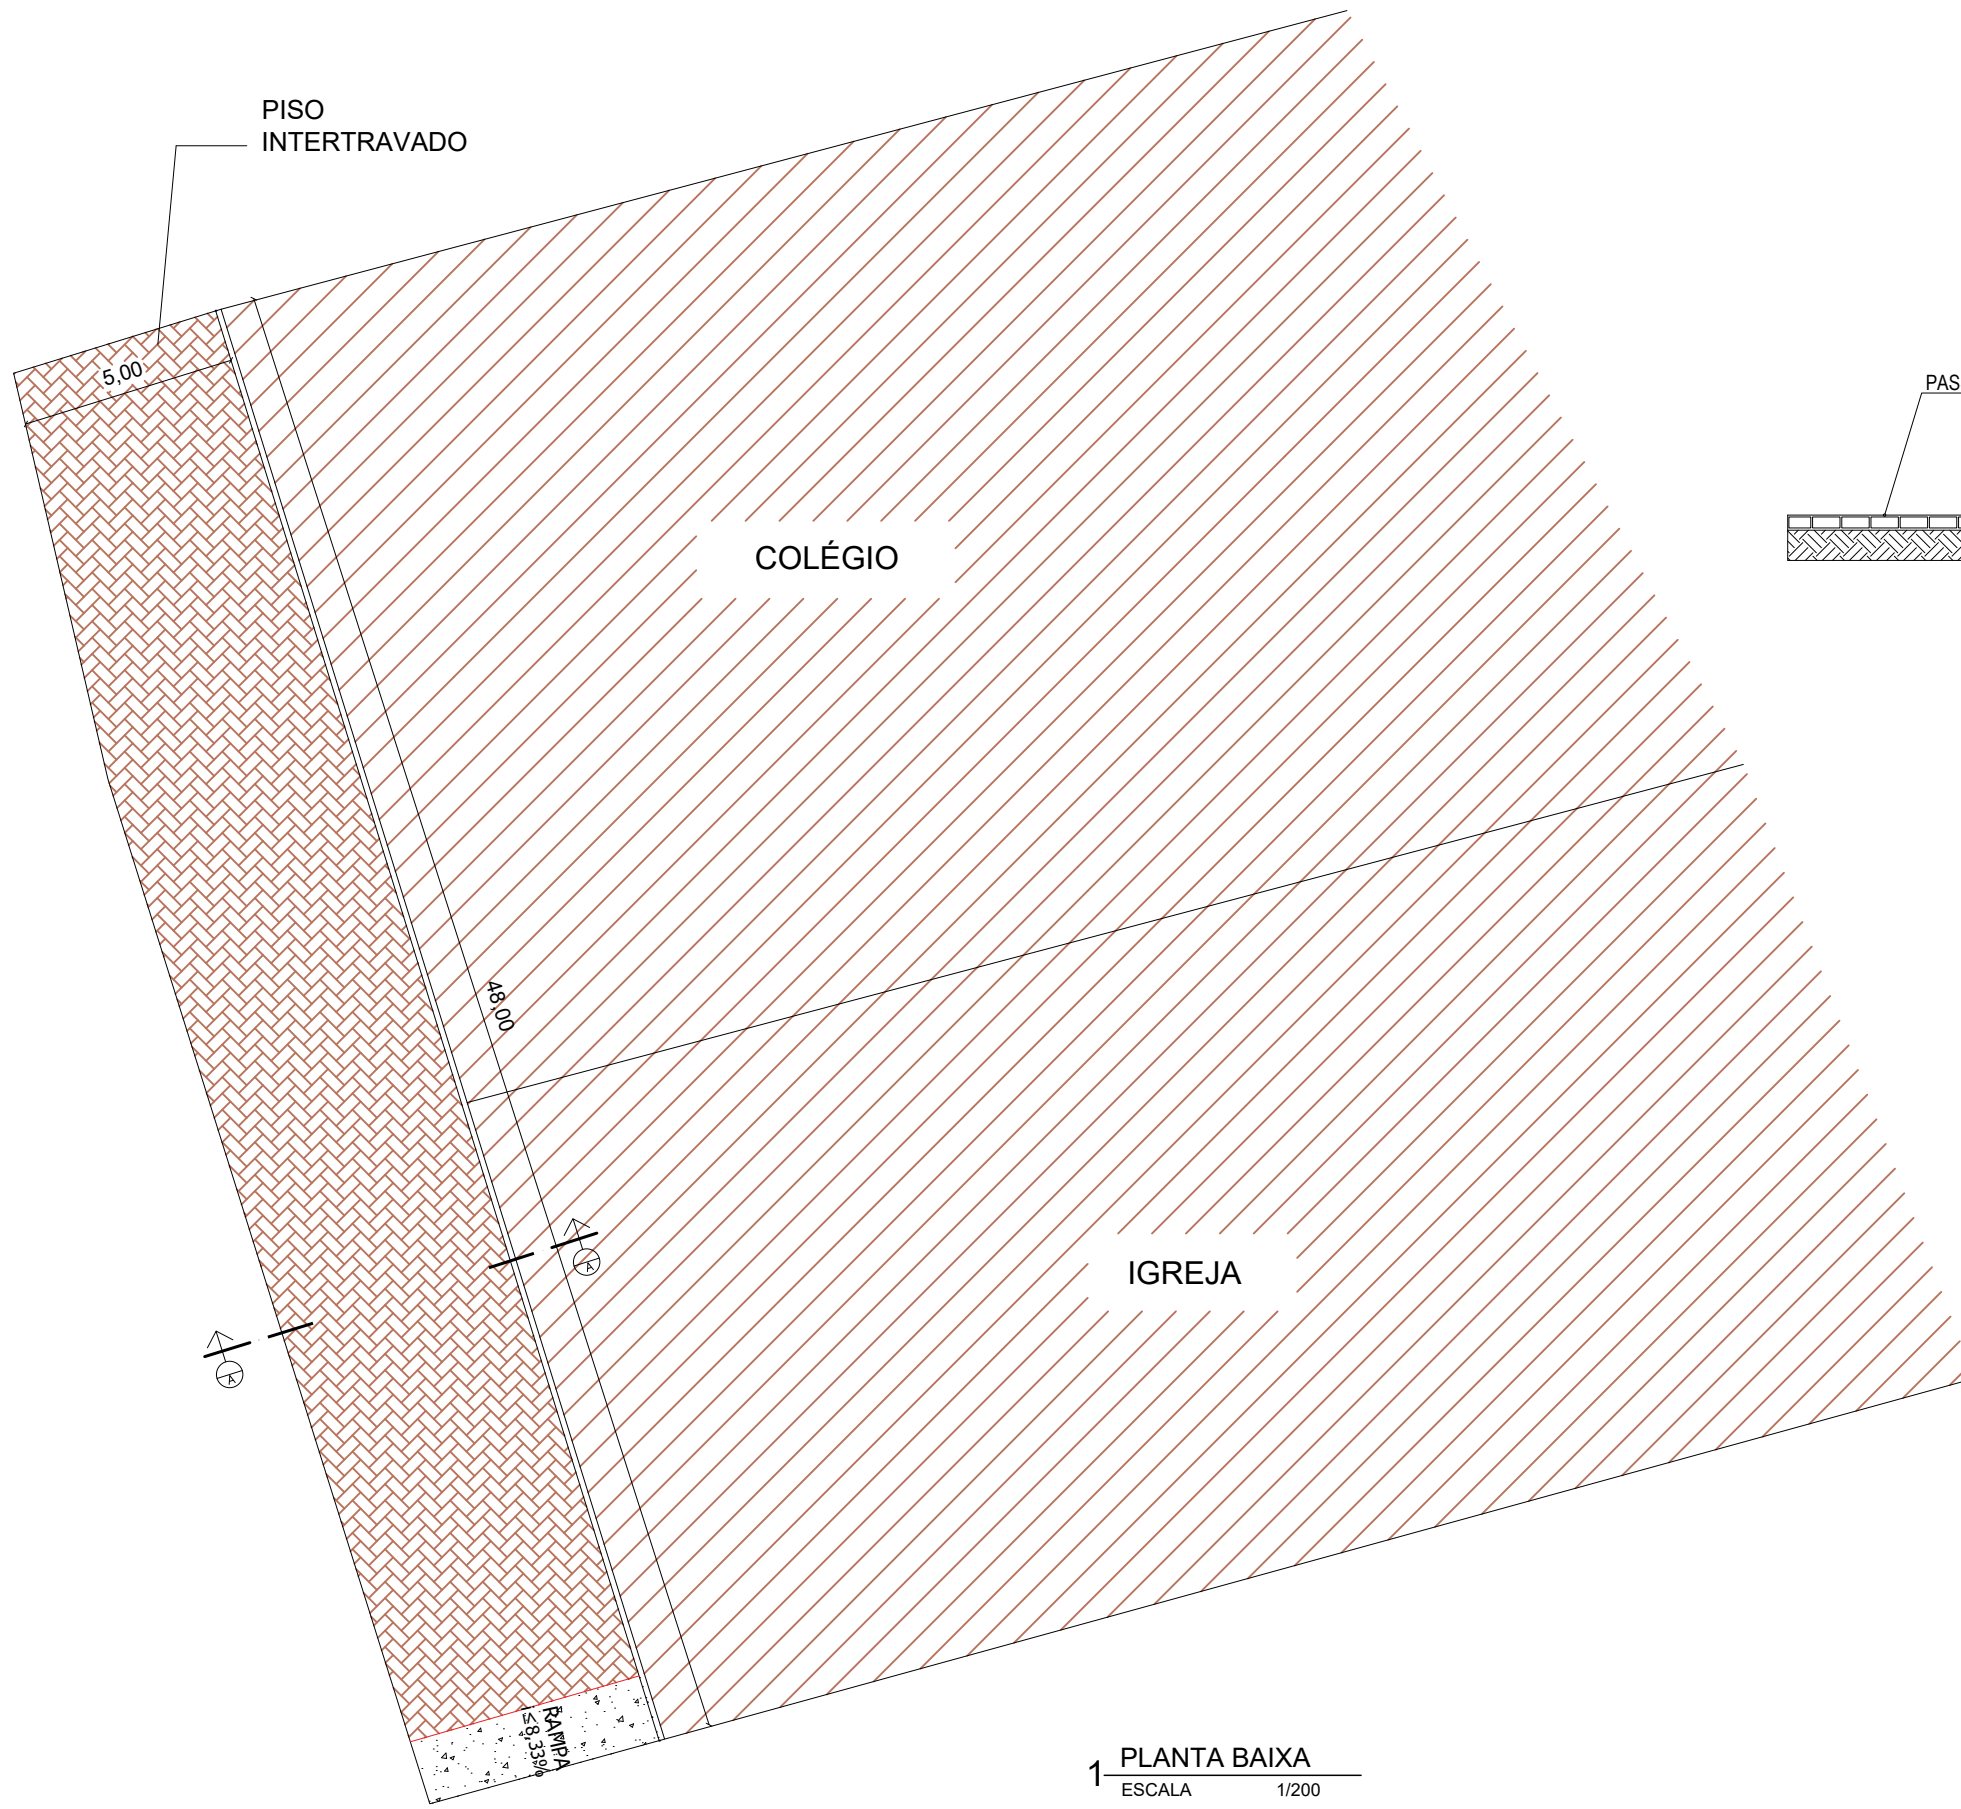 PISO
INTERTRAVADO
5,00
PAS
COLÉGIO
48,00
A
IGREJA
A
RAMPA
≤8,33%
1 PLANTA BAIXA
ESCALA 1/200